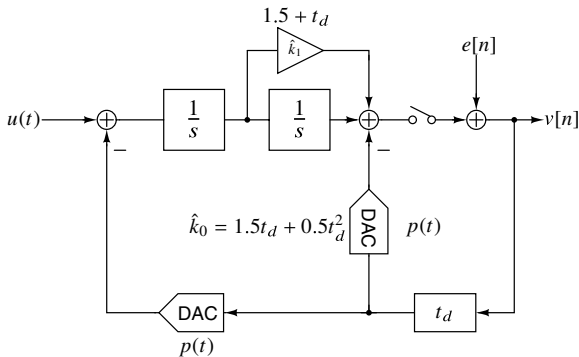 1.5 + t_d
k̂_1
e[n]
u(t)
1/s
1/s
v[n]
−
−
k̂_0 = 1.5t_d + 0.5t_d^2
DAC
p(t)
DAC
t_d
p(t)